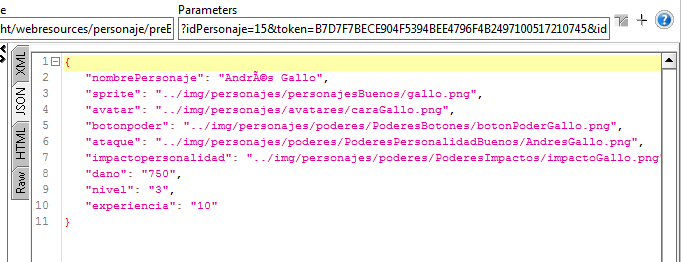 e
Parameters
ht/webresources/personaje/preE
?idPersonaje=15&token=B7D7F7BECE904F5394BEE4796F4B2497100517210745&id
XML
JSON
HTML
Raw
1 {
2 "nombrePersonaje": "AndrÃ©s Gallo",
3 "sprite": "../img/personajes/personajesBuenos/gallo.png",
4 "avatar": "../img/personajes/avatares/caraGallo.png",
5 "botonpoder": "../img/personajes/poderes/PoderesBotones/botonPoderGallo.png",
6 "ataque": "../img/personajes/poderes/PoderesPersonalidadBuenos/AndresGallo.png",
7 "impactopersonalidad": "../img/personajes/poderes/PoderesImpactos/impactoGallo.png"
8 "dano": "750",
9 "nivel": "3",
10 "experiencia": "10"
11 }